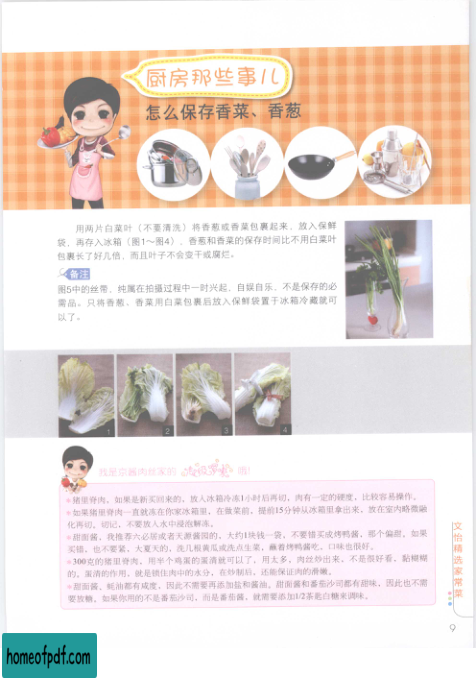 厨房那些事儿
怎么保存香菜、香葱
用两片白菜叶（不要清洗）将香葱或香菜包裹起来，放入保鲜
袋，再存入冰箱（图1～图4）。香葱和香菜的保存时间比不用白菜叶
包裹长了好几倍，而且叶子不会变干或腐烂。
备注
图5中的丝带，纯属在拍摄过程中一时兴起，自娱自乐，不是保存的必
需品。只将香葱、香菜用白菜包裹后放入保鲜袋置于冰箱冷藏就可
以了。
1 2 3 4
我是京酱肉丝家的
哦！
猪里脊肉，如果是新买回来的，放入冰箱冷冻1小时后再切，肉有一定的硬度，比较容易操作。
如果猪里脊肉一直就冻在你家冰箱里，在做菜前，提前15分钟从冰箱里拿出来，放在室内略微融
化再切，切记，不要放入水中浸泡解冻。
甜面酱，我推荐六必居或者天源酱园的，大约1块钱一袋，不要错买成烤鸭酱，那个偏甜，如果
买错，也不要紧，大夏天的，洗几根黄瓜或洗点生菜，蘸着烤鸭酱吃，口味也很好。
300克的猪里脊肉，用半个鸡蛋的蛋清就可以了，用太多，肉丝炒出来，不是很好看，黏糊糊
的，蛋清的作用，就是锁住肉中的水分，在炒制后，还能保证肉的滑嫩。
甜面酱、蚝油都有咸度，因此不需要再添加盐和酱油。甜面酱和番茄沙司都有甜味，因此也不需
要放糖，如果你用的不是番茄沙司，而是番茄酱，就需要添加1/2茶匙白糖来调味。
文怡精选家常菜
9
homeofpdf.com